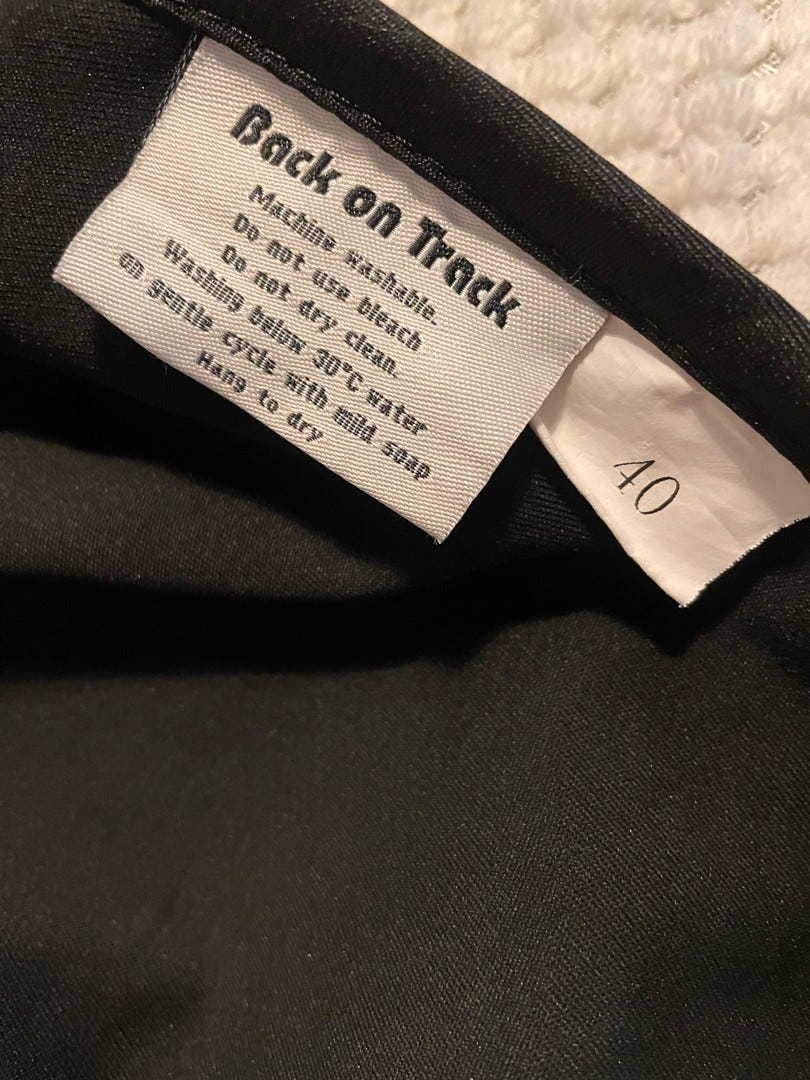 Back on Track
Machine washable.
Do not use bleach
Do not dry clean.
Washing below 30°C water
on gentle cycle with mild soap
Hang to dry
40